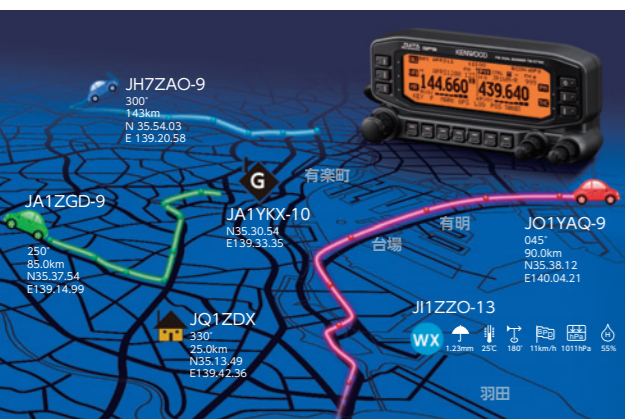 KENWOOD
144.660
439.640
JH7ZAO-9
300°
143km
N 35.54.03
E 139.20.58
G
有楽町
JA1ZGD-9
250°
85.0km
N35.37.54
E139.14.99
JA1YKX-10
N35.30.54
E139.33.35
有明
台場
JO1YAQ-9
045°
90.0km
N35.38.12
E140.04.21
JQ1ZDX
330°
25.0km
N35.13.49
E139.42.36
JI1ZZO-13
WX
hPa
H
1.23mm 25℃ 180° 11km/h 1011hPa 55%
羽田